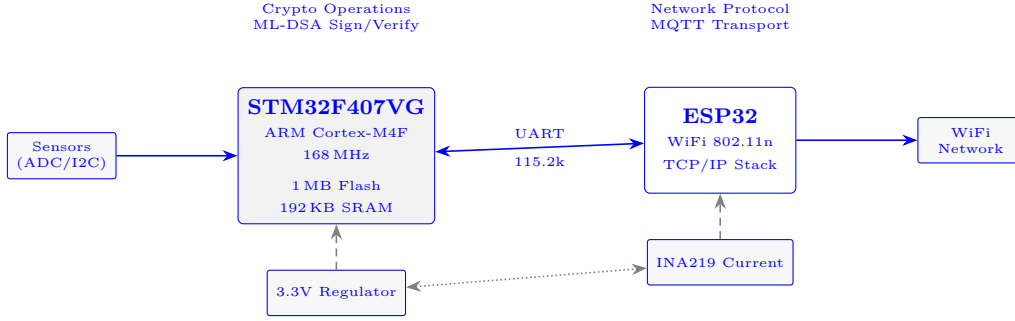 Crypto Operations
ML-DSA Sign/Verify
Network Protocol
MQTT Transport
Sensors
(ADC/I2C)
STM32F407VG
ARM Cortex-M4F
168 MHz
1 MB Flash
192 KB SRAM
UART
115.2k
ESP32
WiFi 802.11n
TCP/IP Stack
WiFi
Network
3.3V Regulator
INA219 Current